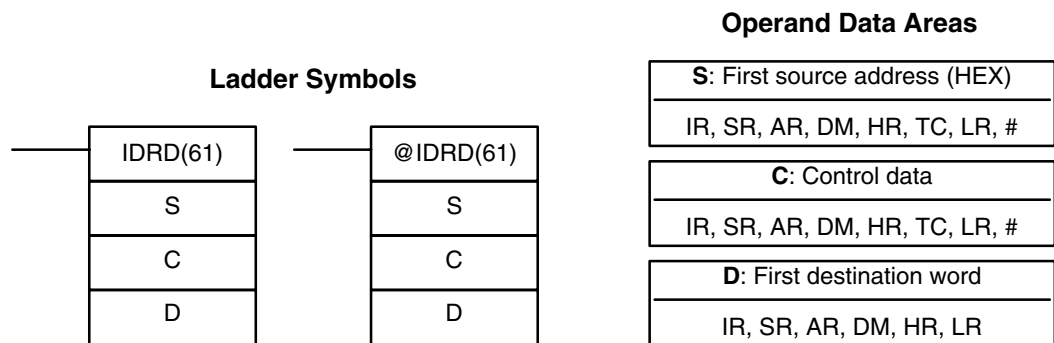 Ladder Symbols
IDRD(61)
S
C
D
@IDRD(61)
S
C
D
Operand Data Areas
S: First source address (HEX)
IR, SR, AR, DM, HR, TC, LR, #
C: Control data
IR, SR, AR, DM, HR, TC, LR, #
D: First destination word
IR, SR, AR, DM, HR, LR